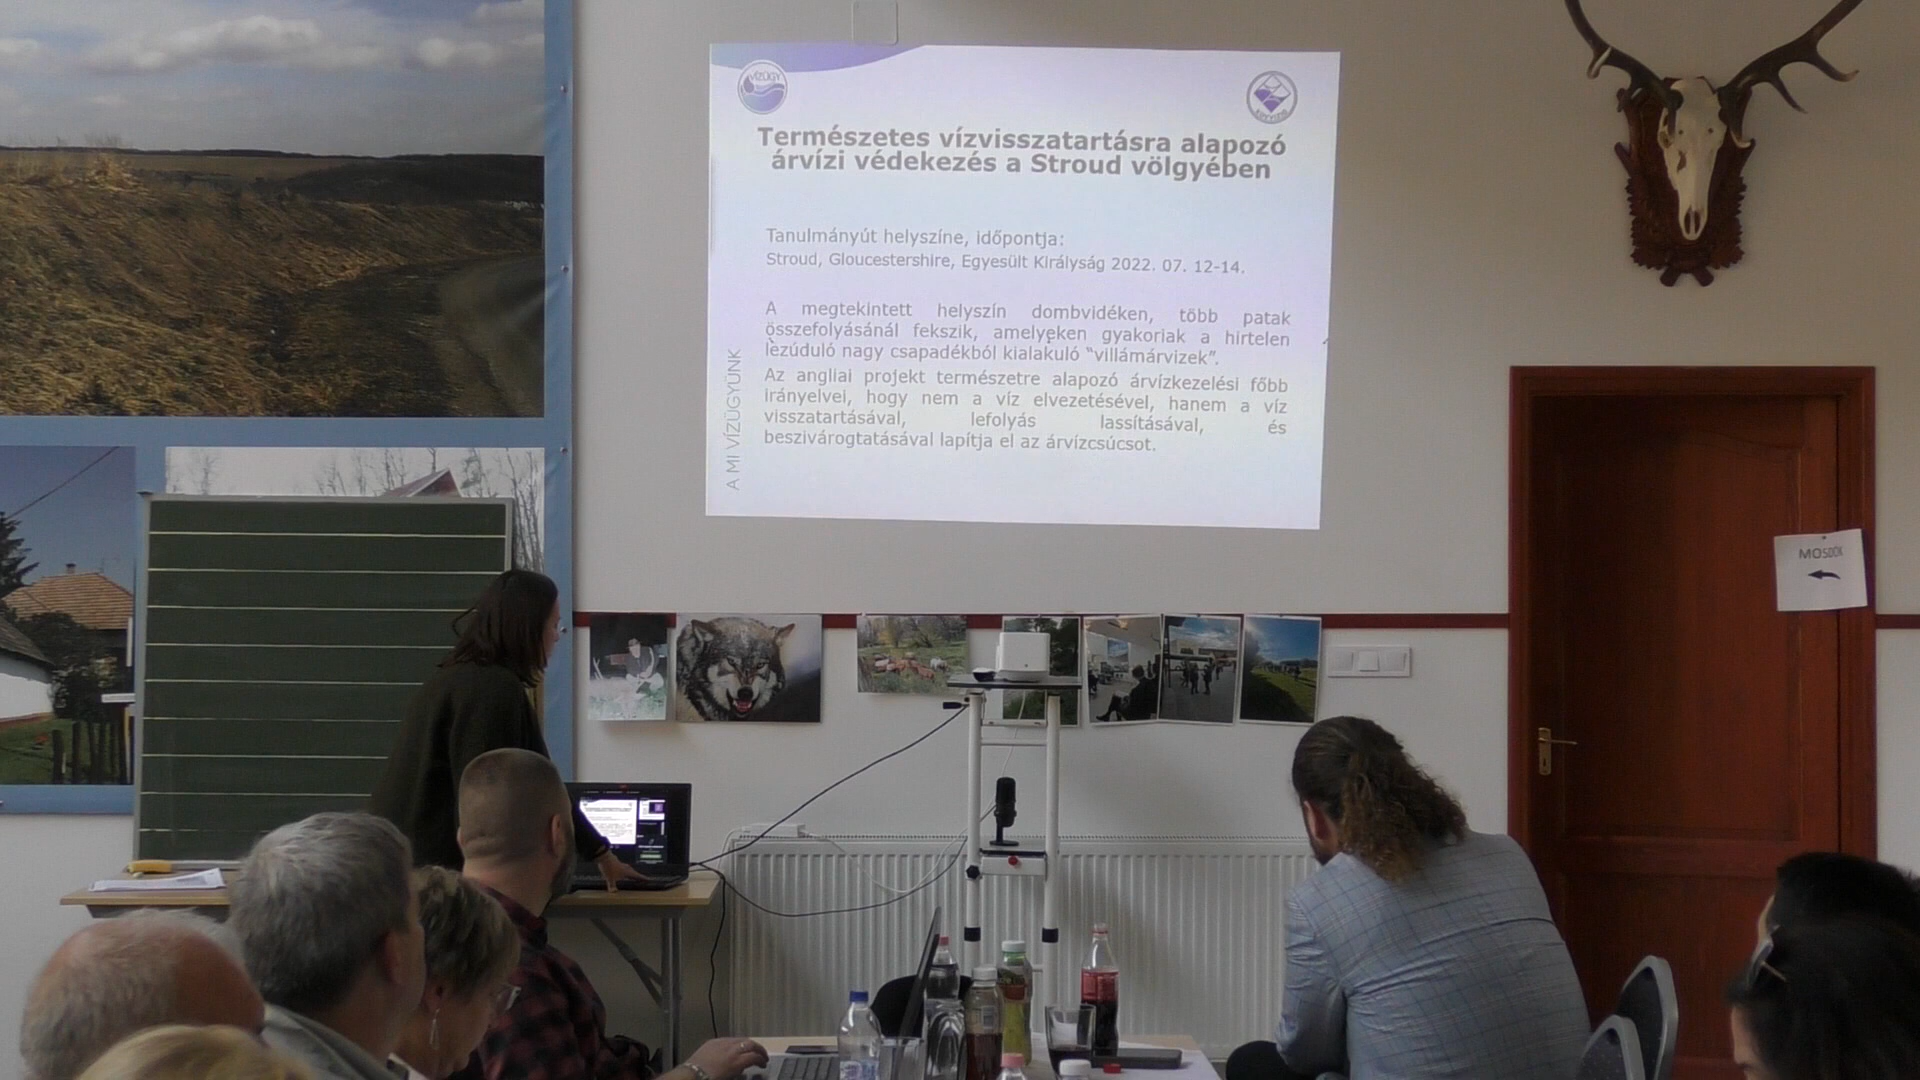 VÍZÜGY
Természetes vízvisszatartásra alapozó
árvízi védekezés a Stroud völgyében
Tanulmányút helyszíne, időpontja:
Stroud, Gloucestershire, Egyesült Királyság 2022. 07. 12-14.
A megtekintett helyszín dombvidéken, több patak
összefolyásánál fekszik, amelyeken gyakoriak a hirtelen
lezúduló nagy csapadékból kialakuló "villámárvizek".
Az angliai projekt természetre alapozó árvízkezelési főbb
irányelvei, hogy nem a víz elvezetésével, hanem a víz
visszatartásával, lefolyás lassításával, és
beszivárogtatásával lapítja el az árvízcsúcsot.
A MI VÍZÜGYÜNK
MOSDÓK